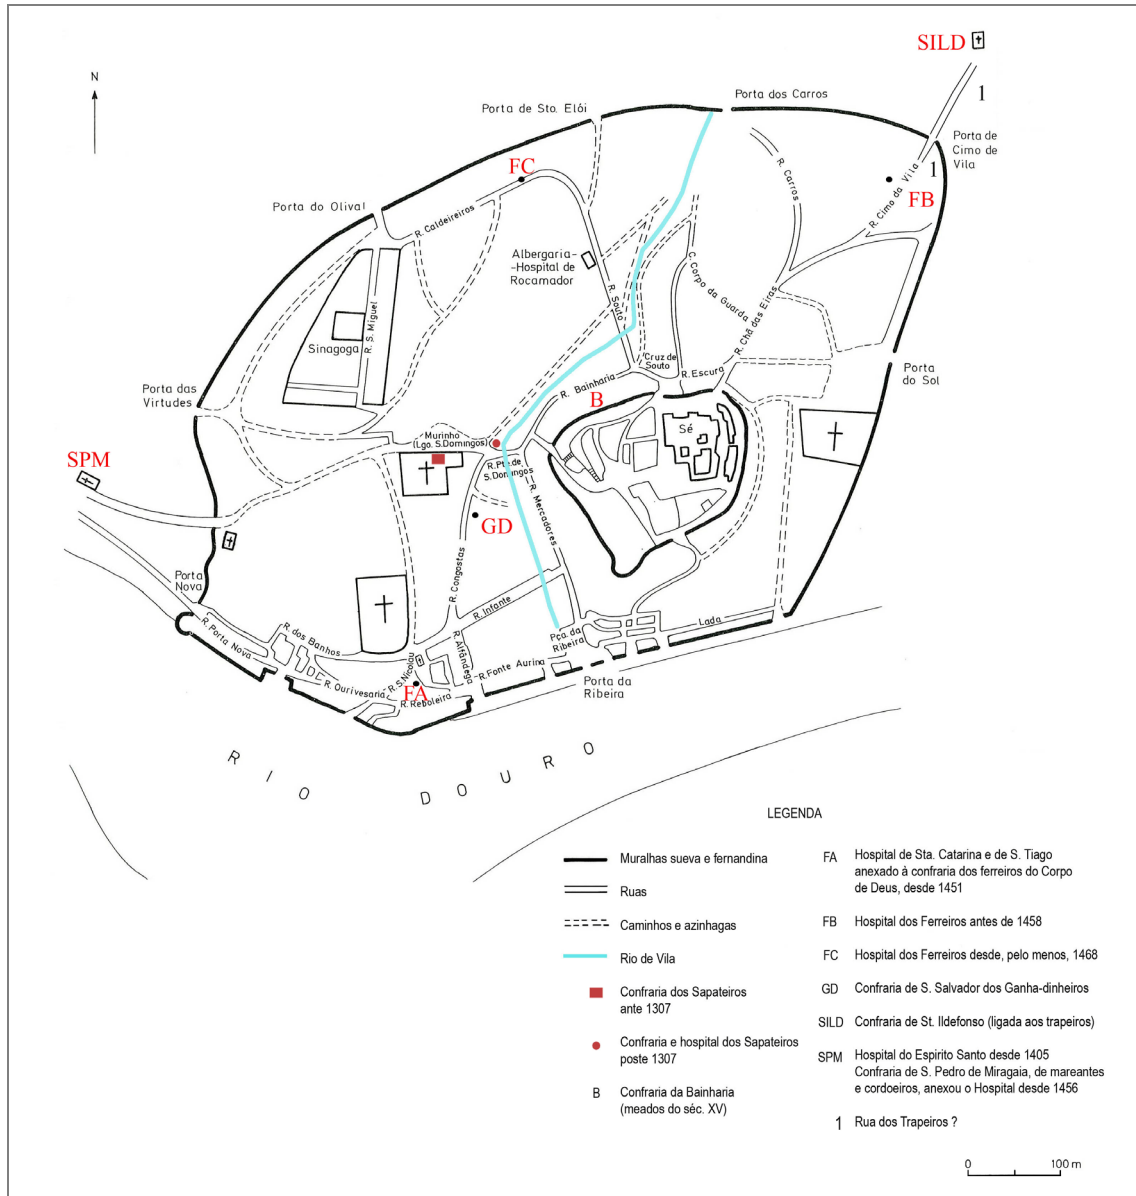 SILD
N
1
Porta dos Carros
Porta de Sto. Elói
Porta de
Cimo de
Vila
1
R. Cimo da Vila
R. Carros
FC
FB
Porta do Olival
R. Caldeireiros
Albergaria-
-Hospital de
Rocamador
C. Corpo da Guarda
R. Souto
R. S. Miguel
Sinagoga
R. Chã das Eiras
Cruz de
Souto
R. Escura
Porta
do Sol
Porta das
Virtudes
R. Bainharia
B
Sé
Murinho
(Lgo. S.Domingos)
SPM
R. Pte. de
S. Domingos
R. Mercadores
GD
R. Congostas
Porta
Nova
R. Infante
Lada
R. Porta Nova
R. dos Banhos
R. Alfândega
Pça. da
Ribeira
R. S. Nicolau
R. Fonte Aurina
R. Ourivesaria
FA
R. Reboleira
Porta da
Ribeira
RIO DOURO
LEGENDA
Muralhas sueva e fernandina
Ruas
Caminhos e azinhagas
Rio de Vila
Confraria dos Sapateiros
ante 1307
Confraria e hospital dos Sapateiros
poste 1307
B Confraria da Bainharia
(meados do séc. XV)
FA Hospital de Sta. Catarina e de S. Tiago
anexado à confraria dos ferreiros do Corpo
de Deus, desde 1451
FB Hospital dos Ferreiros antes de 1458
FC Hospital dos Ferreiros desde, pelo menos, 1468
GD Confraria de S. Salvador dos Ganha-dinheiros
SILD Confraria de St. Ildefonso (ligada aos trapeiros)
SPM Hospital do Espirito Santo desde 1405
Confraria de S. Pedro de Miragaia, de mareantes
e cordoeiros, anexou o Hospital desde 1456
1 Rua dos Trapeiros ?
0 100 m